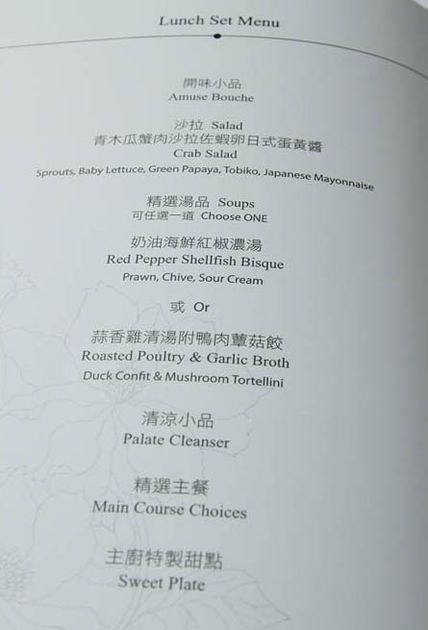 Lunch Set Menu
開味小品
Amuse Bouche
沙拉 Salad
青木瓜蟹肉沙拉佐蝦卵日式蛋黃醬
Crab Salad
Sprouts, Baby Lettuce, Green Papaya, Tobiko, Japanese Mayonnaise
精選湯品 Soups
可任選一道 Choose ONE
奶油海鮮紅椒濃湯
Red Pepper Shellfish Bisque
Prawn, Chive, Sour Cream
或 Or
蒜香雞清湯附鴨肉蕈菇餃
Roasted Poultry & Garlic Broth
Duck Confit & Mushroom Tortellini
清涼小品
Palate Cleanser
精選主餐
Main Course Choices
主廚特製甜點
Sweet Plate